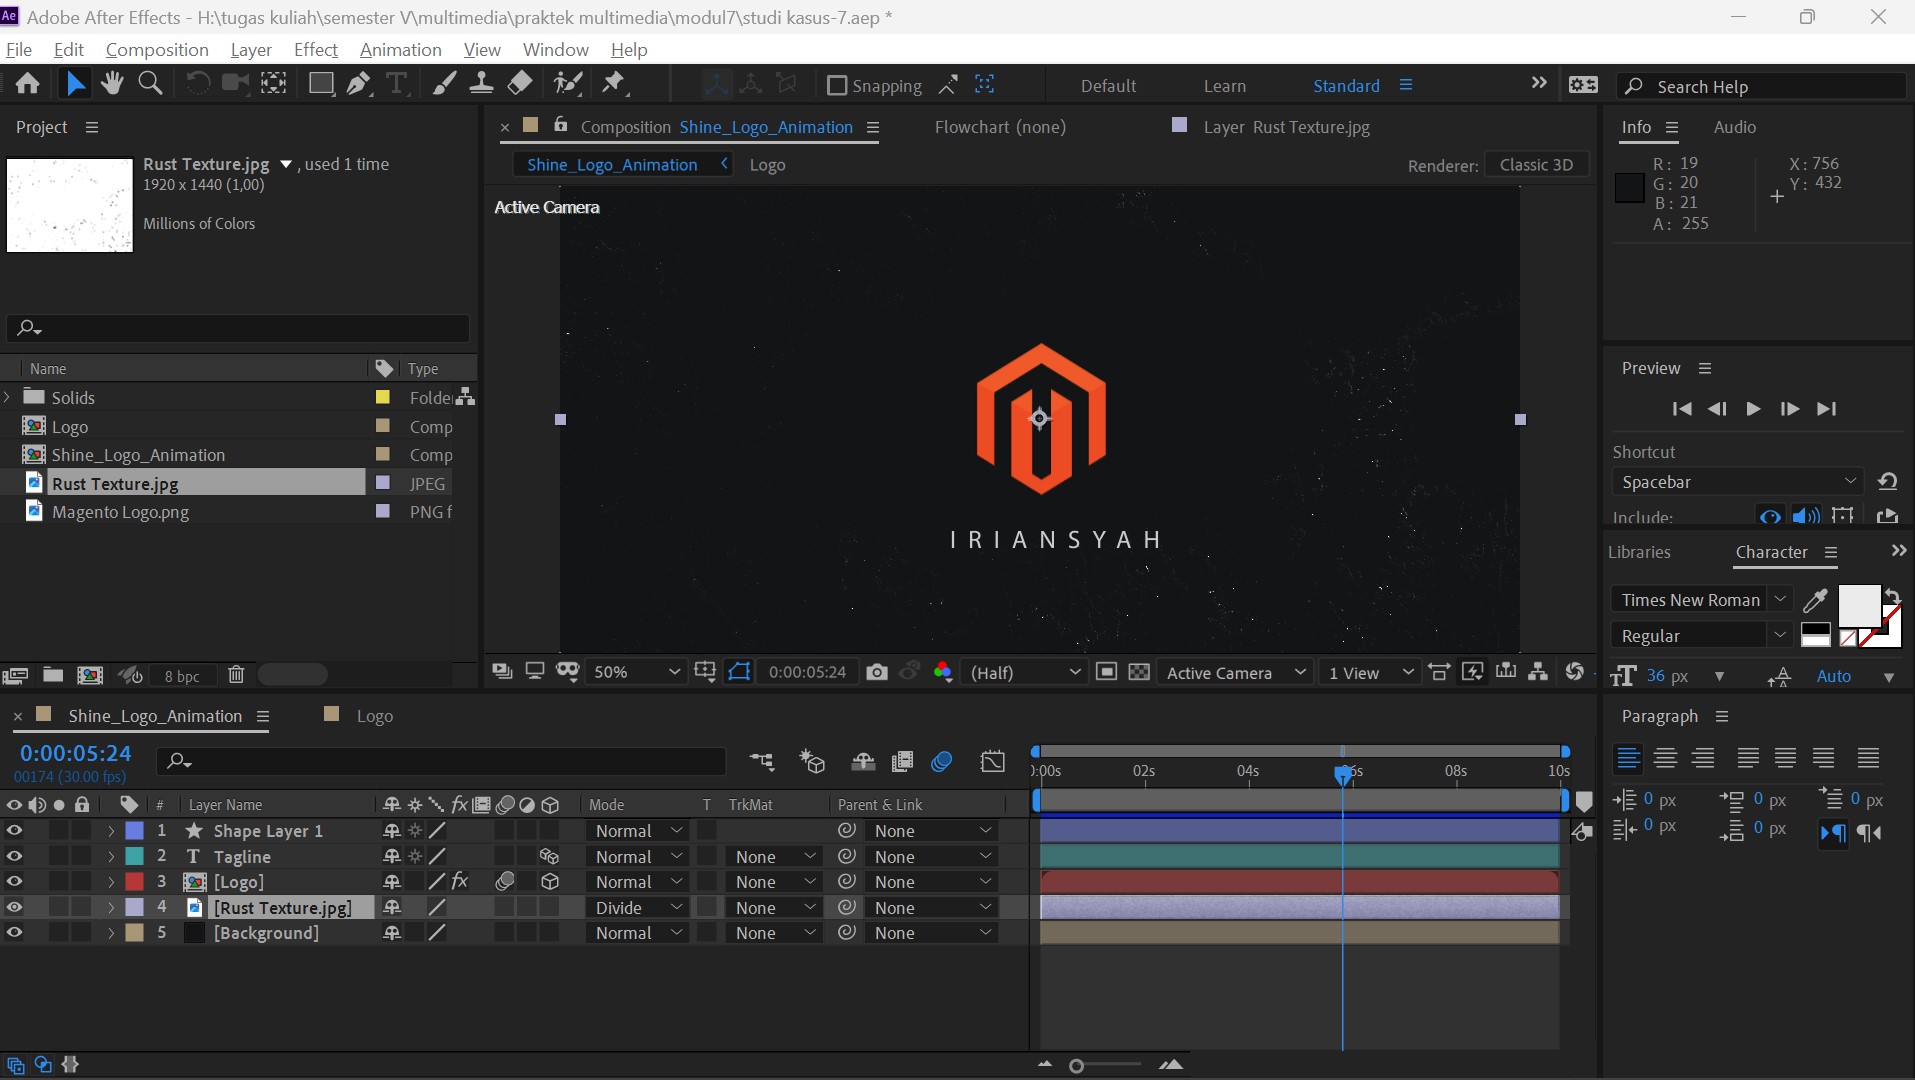 Ae Adobe After Effects - H:\tugas kuliah\semester V\multimedia\praktek multimedia\modul7\studi kasus-7.aep *
File Edit Composition Layer Effect Animation View Window Help
Snapping Default Learn Standard Search Help
Project
Rust Texture.jpg , used 1 time
1920 x 1440 (1,00)
Millions of Colors
Name Type
Solids Folde
Logo Comp
Shine_Logo_Animation Comp
Rust Texture.jpg JPEG
Magento Logo.png PNG f
8 bpc
Composition Shine_Logo_Animation Flowchart (none) Layer Rust Texture.jpg
Shine_Logo_Animation Logo Renderer: Classic 3D
Active Camera
IRIANSYAH
50% 0:00:05:24 (Half) Active Camera 1 View
Info Audio
R: 19 X: 756
G: 20 Y: 432
B: 21
A: 255
Preview
Shortcut
Spacebar
Include:
Libraries Character
Times New Roman
Regular
36 px Auto
Paragraph
0 px 0 px 0 px
0 px 0 px
Shine_Logo_Animation Logo
0:00:05:24
00174 (30.00 fps)
):00s 02s 04s 06s 08s 10s
# Layer Name Mode T TrkMat Parent & Link
1 Shape Layer 1 Normal None
2 T Tagline Normal None None
3 [Logo] fx Normal None None
4 [Rust Texture.jpg] Divide None None
5 [Background] Normal None None